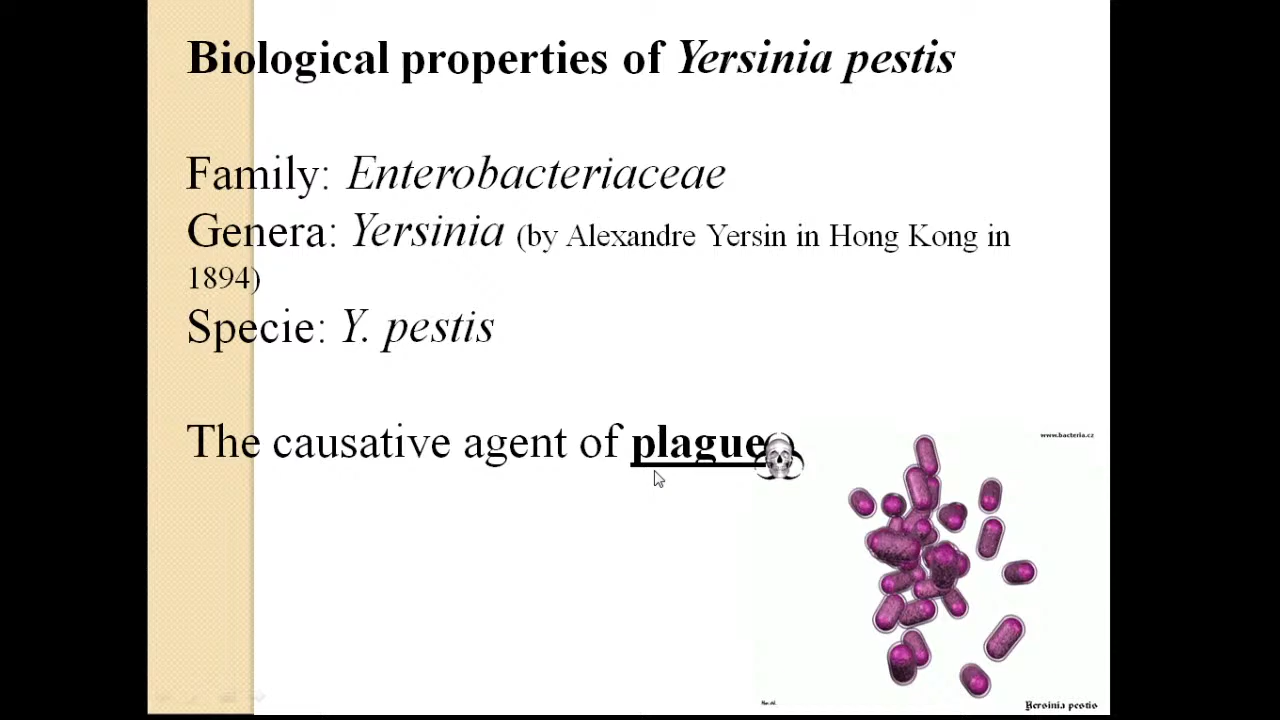 Biological properties of Yersinia pestis
Family: Enterobacteriaceae
Genera: Yersinia (by Alexandre Yersin in Hong Kong in
1894)
Specie: Y. pestis
The causative agent of plague
www.bacteria.cz
Yersinia pestis